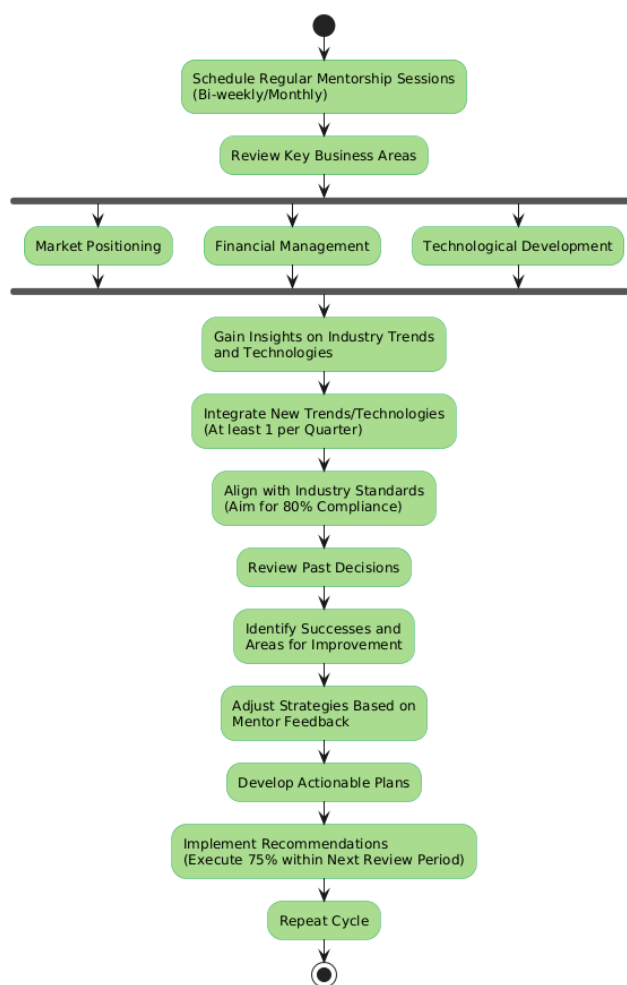 Schedule Regular Mentorship Sessions
(Bi-weekly/Monthly)
Review Key Business Areas
Market Positioning
Financial Management
Technological Development
Gain Insights on Industry Trends
and Technologies
Integrate New Trends/Technologies
(At least 1 per Quarter)
Align with Industry Standards
(Aim for 80% Compliance)
Review Past Decisions
Identify Successes and
Areas for Improvement
Adjust Strategies Based on
Mentor Feedback
Develop Actionable Plans
Implement Recommendations
(Execute 75% within Next Review Period)
Repeat Cycle